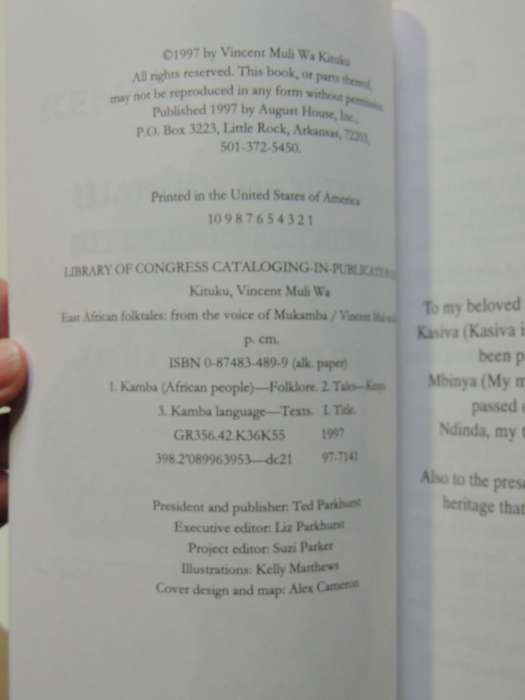 ©1997 by Vincent Muli Wa Kituku
All rights reserved. This book, or parts thereof,
may not be reproduced in any form without permission.
Published 1997 by August House, Inc.,
P.O. Box 3223, Little Rock, Arkansas, 72203,
501-372-5450.
Printed in the United States of America
10 9 8 7 6 5 4 3 2 1
LIBRARY OF CONGRESS CATALOGING-IN-PUBLICATION
Kituku, Vincent Muli Wa
East African folktales: from the voice of Mukamba / Vincent Muli
p. cm.
ISBN 0-87483-489-9 (alk. paper)
1. Kamba (African people)—Folklore. 2. Tales—Kenya
3. Kamba language—Texts. I. Title.
GR356.42.K36K55 1997
398.2'089963953—dc21 97-7141
President and publisher: Ted Parkhurst
Executive editor: Liz Parkhurst
Project editor: Suzi Parker
Illustrations: Kelly Matthews
Cover design and map: Alex Cameron
To my beloved
Kasiva (Kasiva i
been p
Mbinya (My m
passed
Ndinda, my t
Also to the prese
heritage that